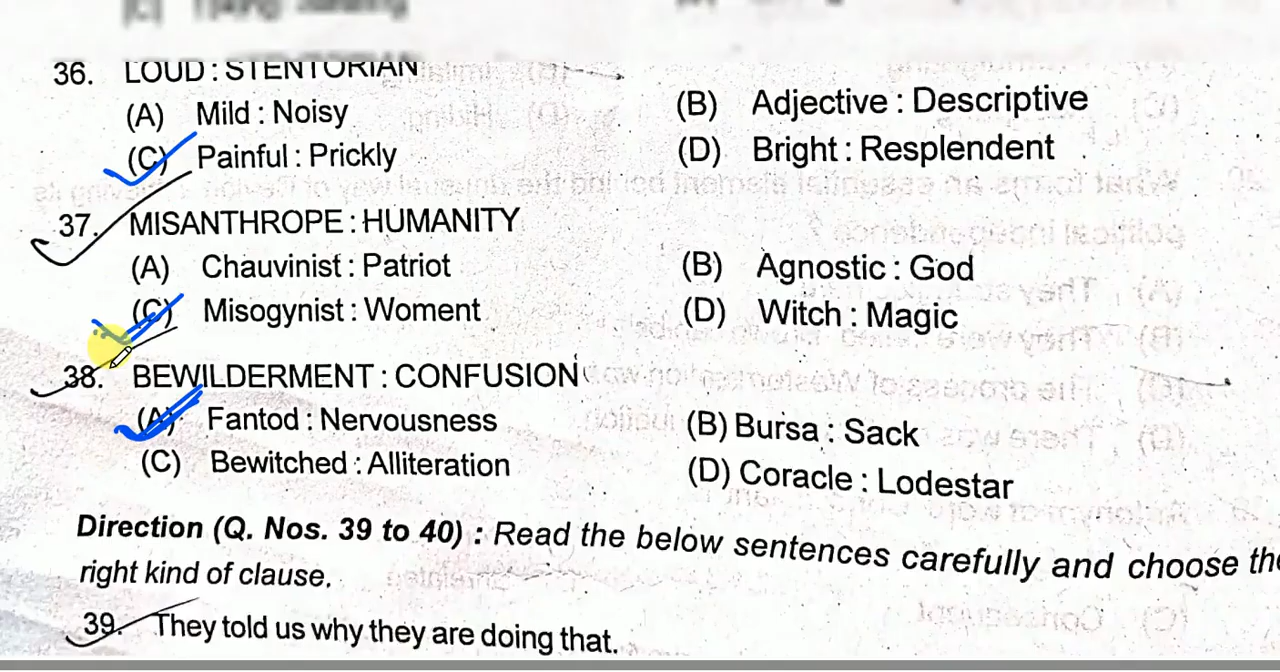 36. LOUD : STENTORIAN
(A) Mild : Noisy (B) Adjective : Descriptive
(C) Painful : Prickly (D) Bright : Resplendent
37. MISANTHROPE : HUMANITY
(A) Chauvinist : Patriot (B) Agnostic : God
(C) Misogynist : Woment (D) Witch : Magic
38. BEWILDERMENT : CONFUSION
(A) Fantod : Nervousness (B) Bursa : Sack
(C) Bewitched : Alliteration (D) Coracle : Lodestar
Direction (Q. Nos. 39 to 40) : Read the below sentences carefully and choose the
right kind of clause.
39. They told us why they are doing that.